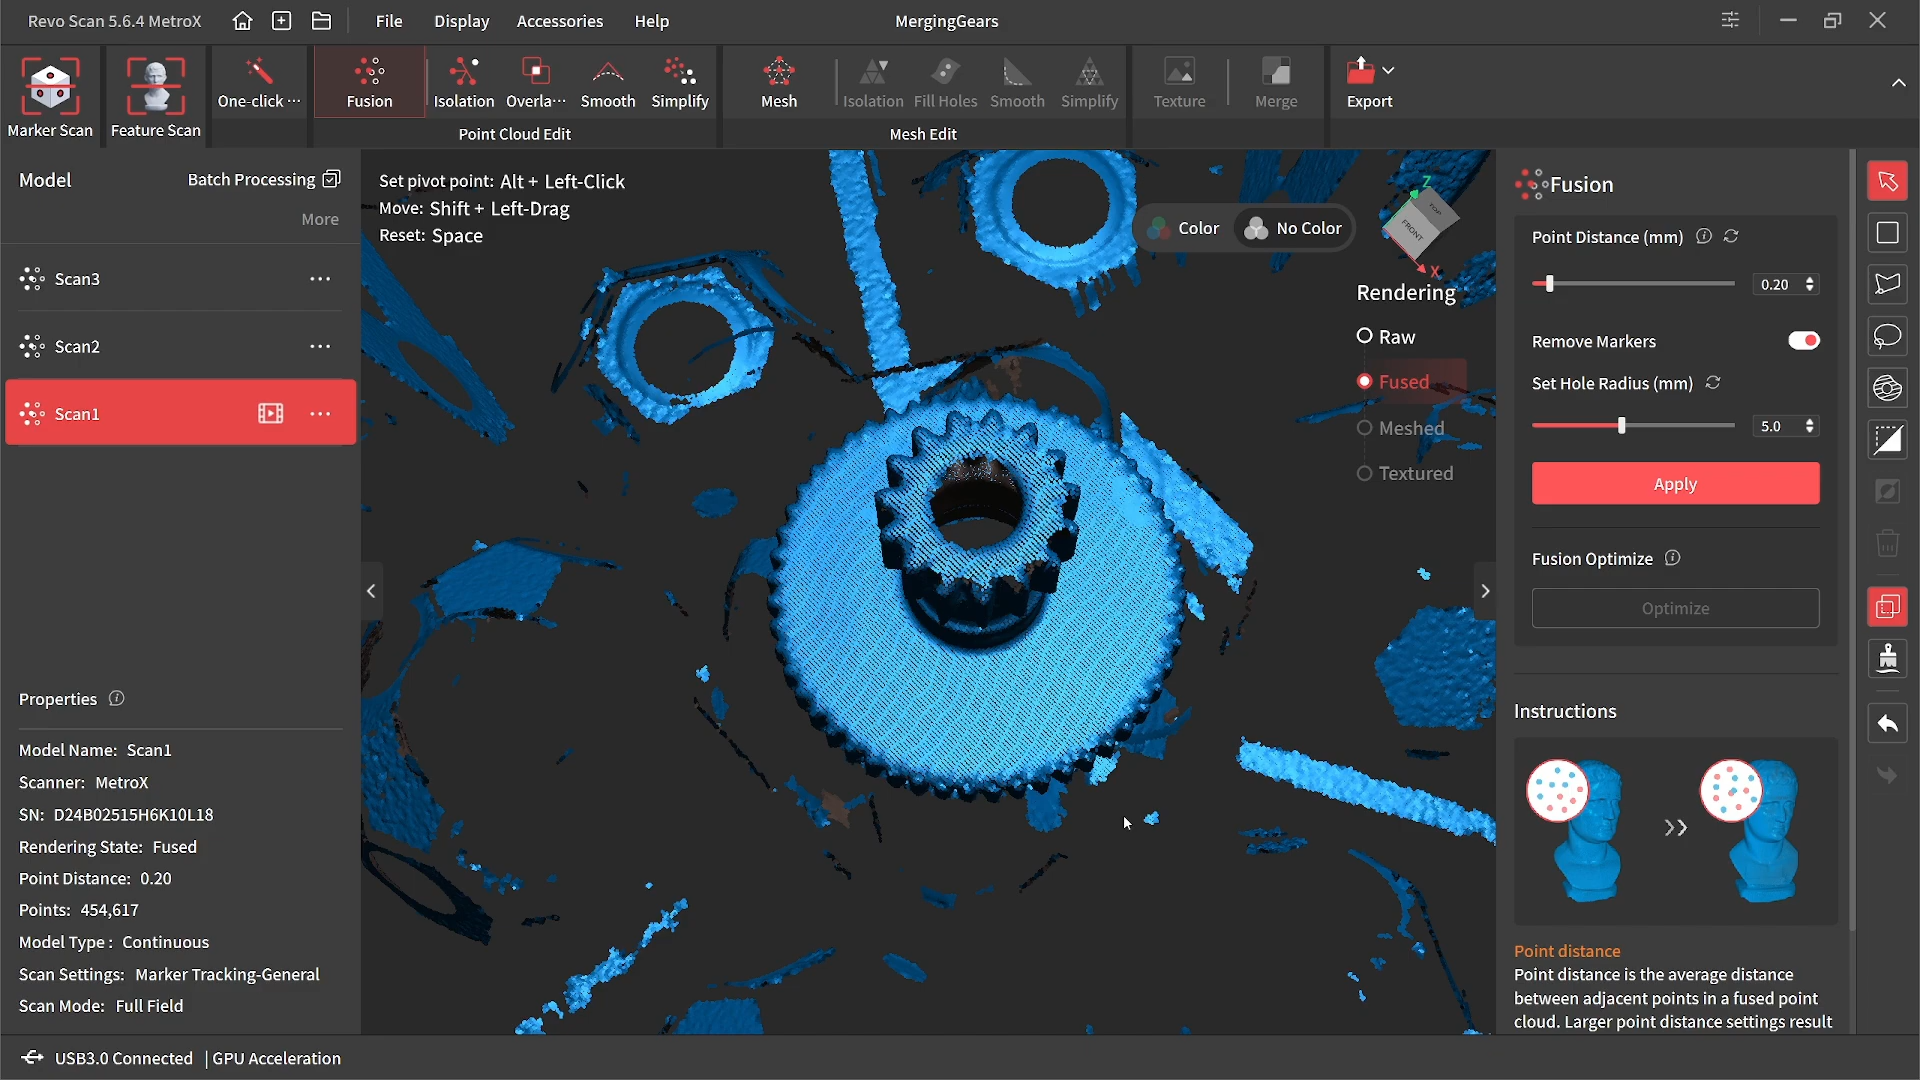 Revo Scan 5.6.4 MetroX
File
Display
Accessories
Help
MergingGears
Marker Scan
Feature Scan
One-click ···
Fusion
Isolation
Overla···
Smooth
Simplify
Point Cloud Edit
Mesh
Isolation
Fill Holes
Smooth
Simplify
Mesh Edit
Texture
Merge
Export
Model
Batch Processing
More
Scan3
Scan2
Scan1
Properties
Model Name: Scan1
Scanner: MetroX
SN: D24B02515H6K10L18
Rendering State: Fused
Point Distance: 0.20
Points: 454,617
Model Type : Continuous
Scan Settings: Marker Tracking-General
Scan Mode: Full Field
Set pivot point: Alt + Left-Click
Move: Shift + Left-Drag
Reset: Space
Color
No Color
Z
TOP
FRONT
X
Rendering
Raw
Fused
Meshed
Textured
Fusion
Point Distance (mm)
0.20
Remove Markers
Set Hole Radius (mm)
5.0
Apply
Fusion Optimize
Optimize
Instructions
Point distance
Point distance is the average distance
between adjacent points in a fused point
cloud. Larger point distance settings result
USB3.0 Connected | GPU Acceleration